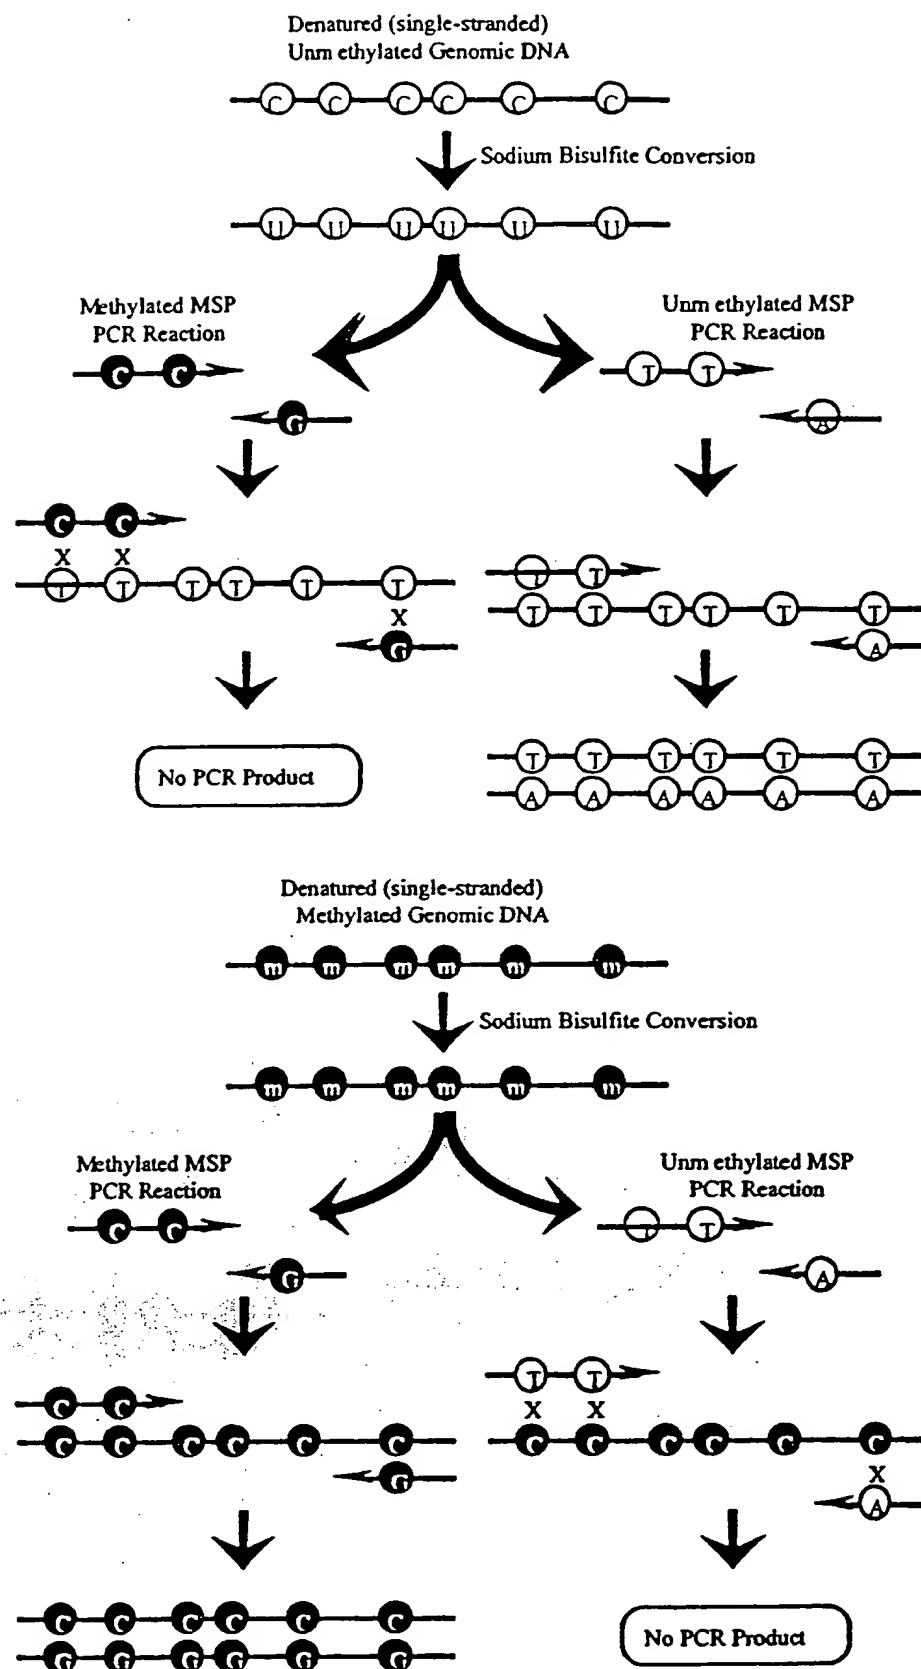 Denatured (single-stranded)
Unm ethylated Genomic DNA
C C C C C C
Sodium Bisulfite Conversion
U U U U U U
Methylated MSP
PCR Reaction
C C
G
Unm ethylated MSP
PCR Reaction
T T
A
C C
X X
T T T T T T
X
G
No PCR Product
T T
T T T T T T
A
T T T T T T
A A A A A A
Denatured (single-stranded)
Methylated Genomic DNA
m m m m m m
Sodium Bisulfite Conversion
m m m m m m
Methylated MSP
PCR Reaction
C C
G
Unm ethylated MSP
PCR Reaction
T T
A
C C
C C C C C C
G
C C C C C C
G G G G G G
T T
X X
C C C C C C
X
A
No PCR Product